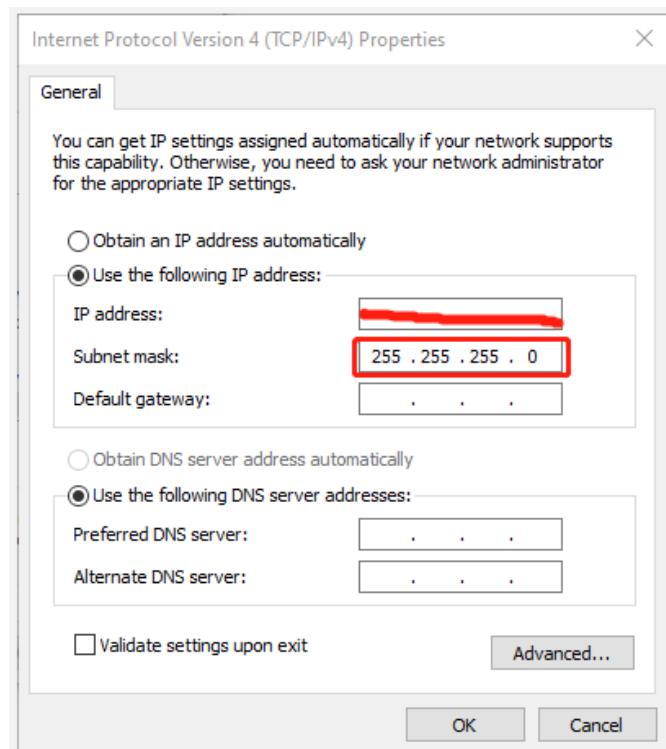 Internet Protocol Version 4 (TCP/IPv4) Properties
General
You can get IP settings assigned automatically if your network supports
this capability. Otherwise, you need to ask your network administrator
for the appropriate IP settings.
Obtain an IP address automatically
Use the following IP address:
IP address:
Subnet mask: 255 . 255 . 255 . 0
Default gateway: . . .
Obtain DNS server address automatically
Use the following DNS server addresses:
Preferred DNS server: . . .
Alternate DNS server: . . .
Validate settings upon exit
Advanced...
OK Cancel